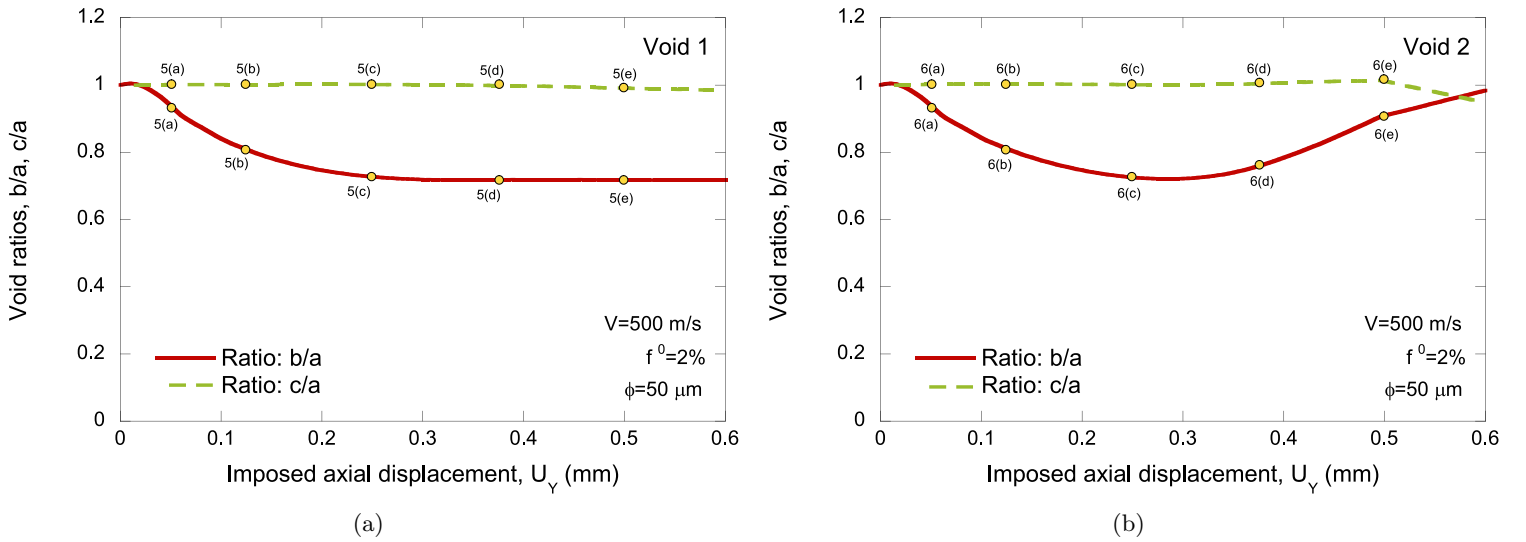 1.2
Void 1
5(a)
5(b)
5(c)
5(d)
5(e)
1
5(a)
0.8
5(b)
5(c)
5(d)
5(e)
0.6
Void ratios, b/a, c/a
0.4
V=500 m/s
Ratio: b/a
f ⁰=2%
0.2
Ratio: c/a
ϕ=50 μm
0
0 0.1 0.2 0.3 0.4 0.5 0.6
Imposed axial displacement, U_Y (mm)
(a)
1.2
Void 2
6(a)
6(b)
6(c)
6(d)
6(e)
1
6(a)
6(e)
0.8
6(b)
6(c)
6(d)
0.6
Void ratios, b/a, c/a
0.4
V=500 m/s
Ratio: b/a
f ⁰=2%
0.2
Ratio: c/a
ϕ=50 μm
0
0 0.1 0.2 0.3 0.4 0.5 0.6
Imposed axial displacement, U_Y (mm)
(b)